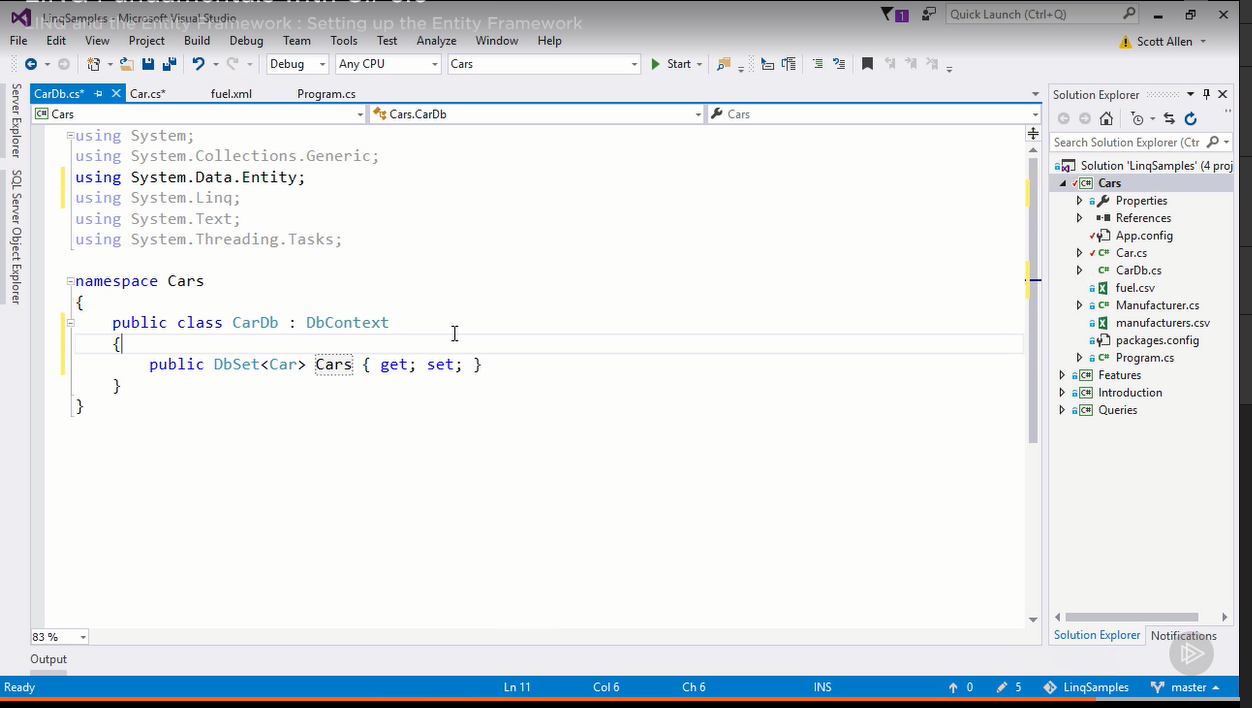 LINQ Fundamentals with C# 6.0
LINQ and the Entity Framework : Setting up the Entity Framework
LinqSamples - Microsoft Visual Studio
1
Quick Launch (Ctrl+Q)
File Edit View Project Build Debug Team Tools Test Analyze Window Help
Scott Allen
Debug Any CPU Cars Start
CarDb.cs* Car.cs* fuel.xml Program.cs
Cars Cars.CarDb Cars
Server Explorer
SQL Server Object Explorer
using System;
using System.Collections.Generic;
using System.Data.Entity;
using System.Linq;
using System.Text;
using System.Threading.Tasks;
namespace Cars
{
public class CarDb : DbContext
{
public DbSet<Car> Cars { get; set; }
}
}
83 %
Output
Solution Explorer
Search Solution Explorer (Ctr
Solution 'LinqSamples' (4 proj
Cars
Properties
References
App.config
Car.cs
CarDb.cs
fuel.csv
Manufacturer.cs
manufacturers.csv
packages.config
Program.cs
Features
Introduction
Queries
Solution Explorer Notifications
Ready Ln 11 Col 6 Ch 6 INS 0 5 LinqSamples master